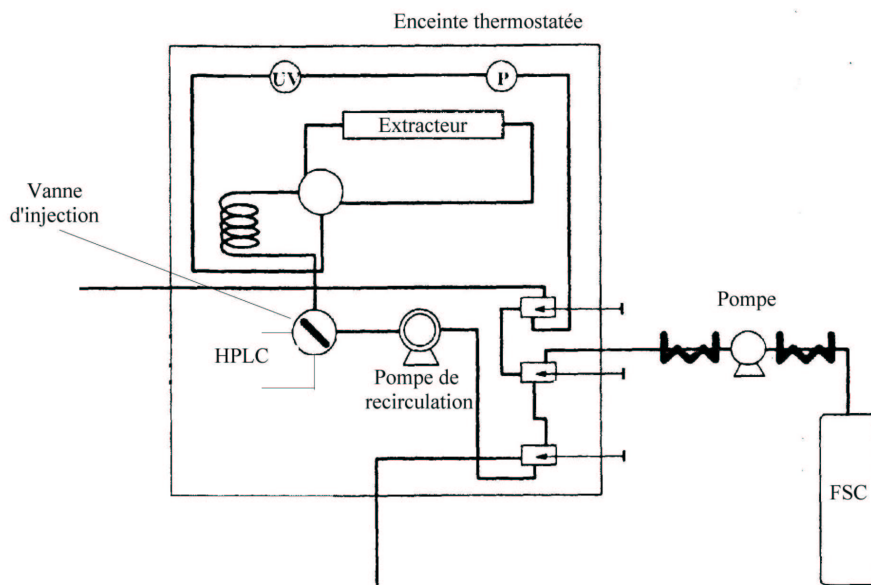 Enceinte thermostatée
UV
P
Extracteur
Vanne
d'injection
Pompe
HPLC
Pompe de
recirculation
FSC